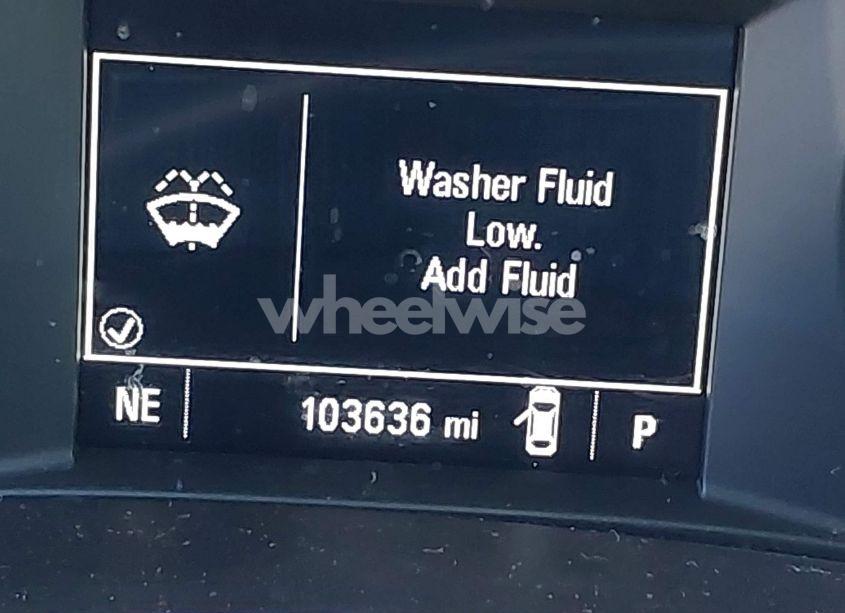 Washer Fluid
Low.
Add Fluid
wheelwise
NE 103636 mi P